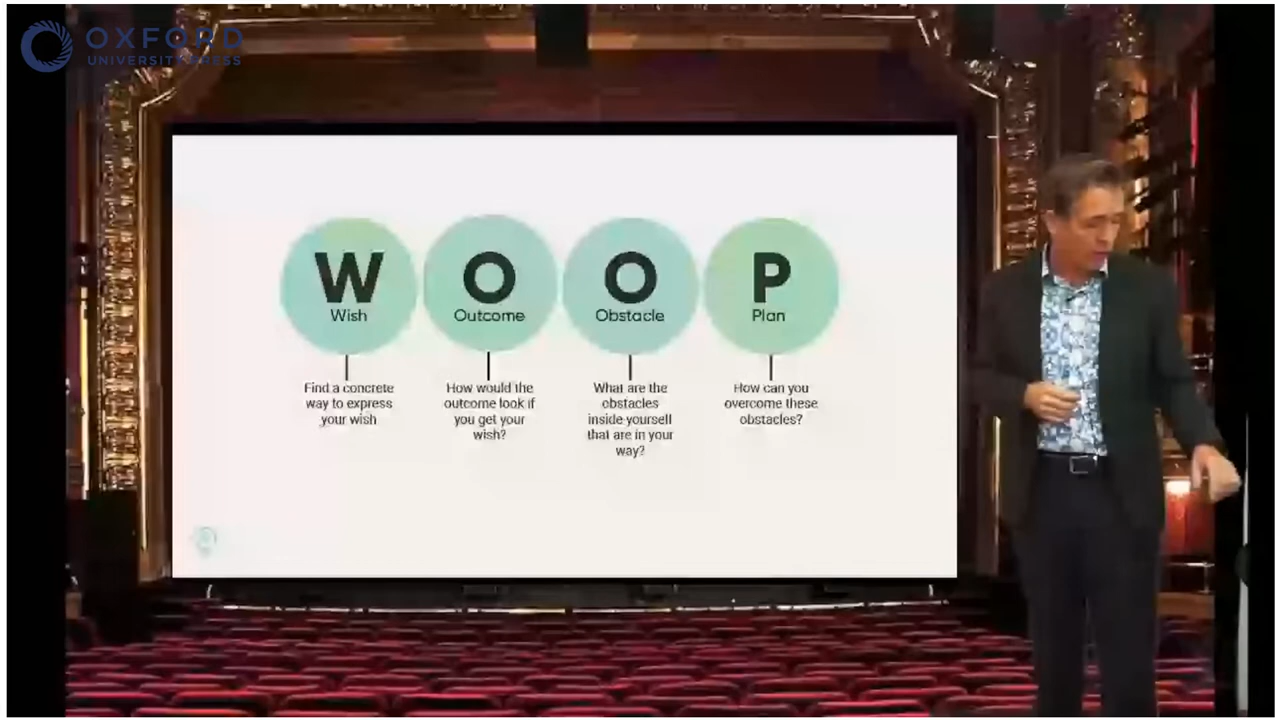 OXFORD
UNIVERSITY PRESS
W
Wish
Find a concrete
way to express
your wish
O
Outcome
How would the
outcome look if
you get your
wish?
O
Obstacle
What are the
obstacles
inside yourself
that are in your
way?
P
Plan
How can you
overcome these
obstacles?